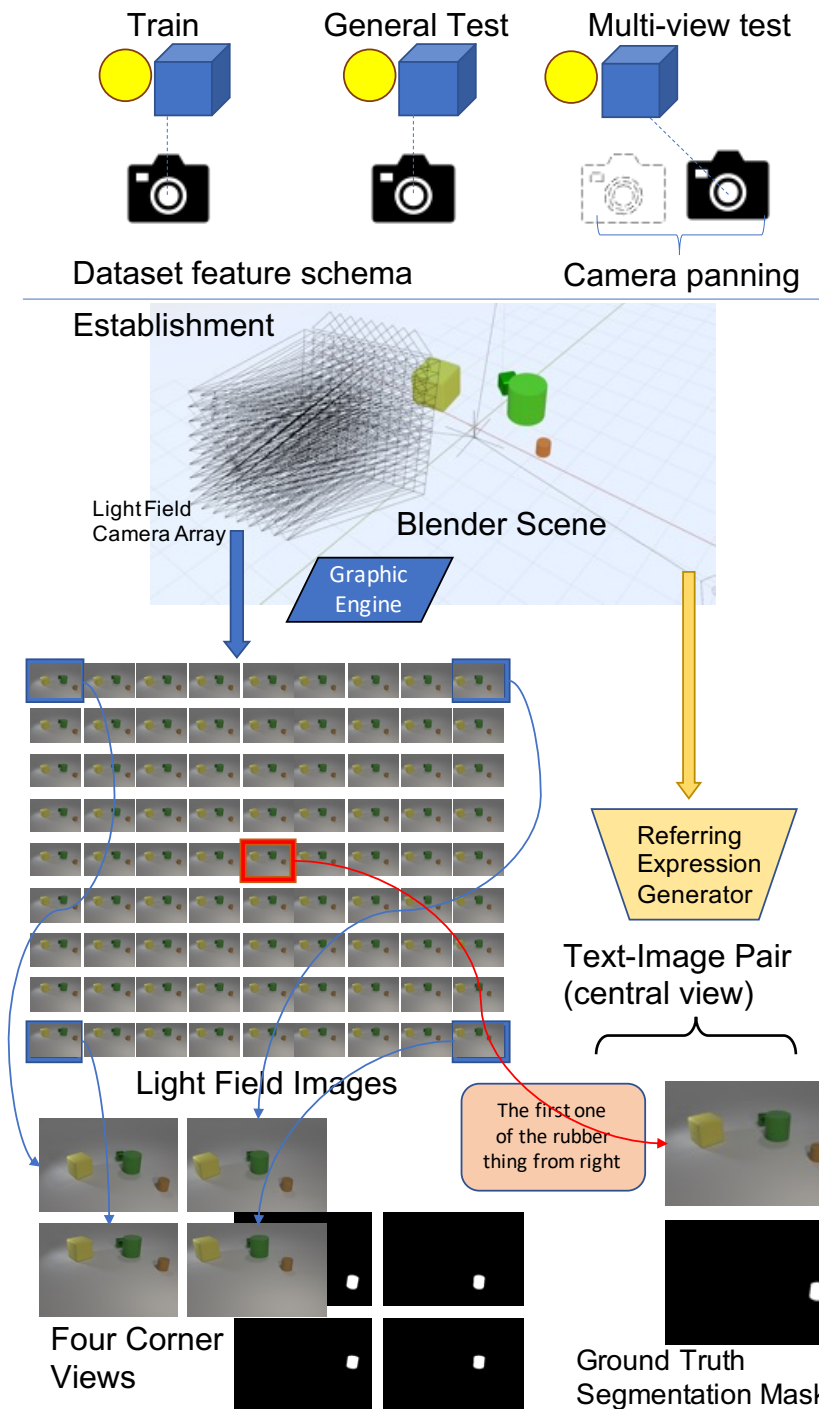 Train
General Test
Multi-view test
Dataset feature schema
Camera panning
Establishment
Light Field
Camera Array
Blender Scene
Graphic
Engine
Referring
Expression
Generator
Text-Image Pair
(central view)
Light Field Images
The first one
of the rubber
thing from right
Four Corner
Views
Ground Truth
Segmentation Mask